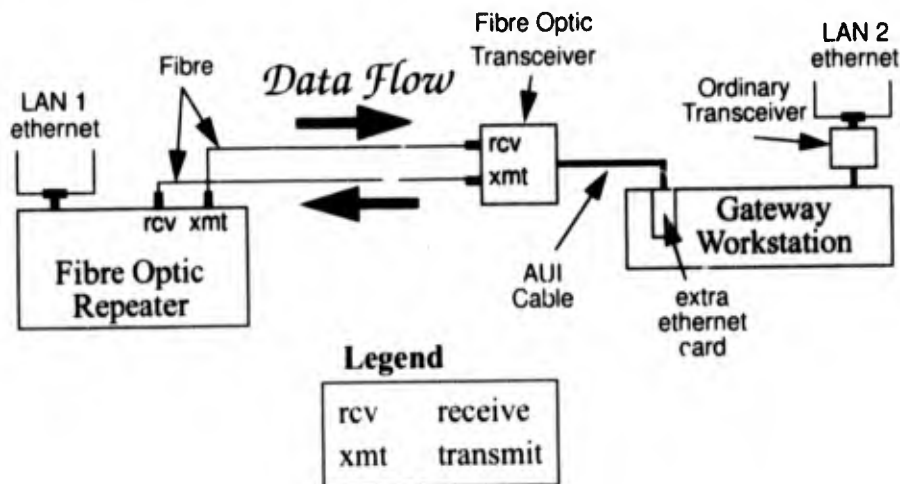 Fibre Optic
Transceiver
LAN 2
ethernet
Fibre
Data Flow
Ordinary
Transceiver
LAN 1
ethernet
rcv
xmt
rcv xmt
Fibre Optic
Repeater
Gateway
Workstation
AUI
Cable
extra
ethernet
card
Legend
rcv receive
xmt transmit